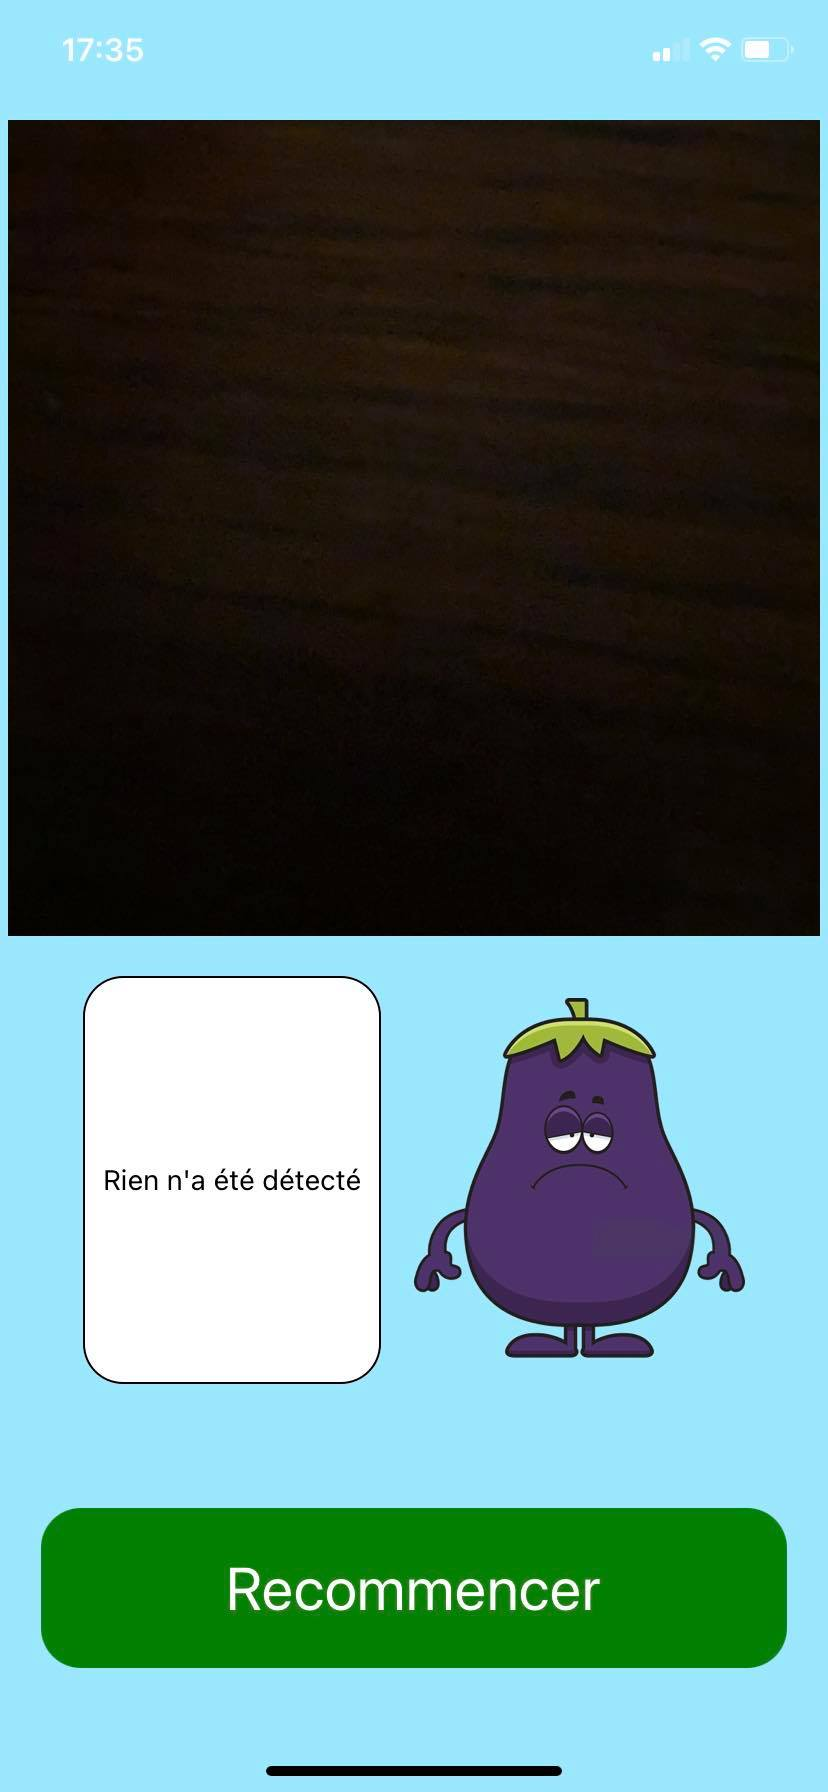 17:35
Rien n'a été détecté
Recommencer